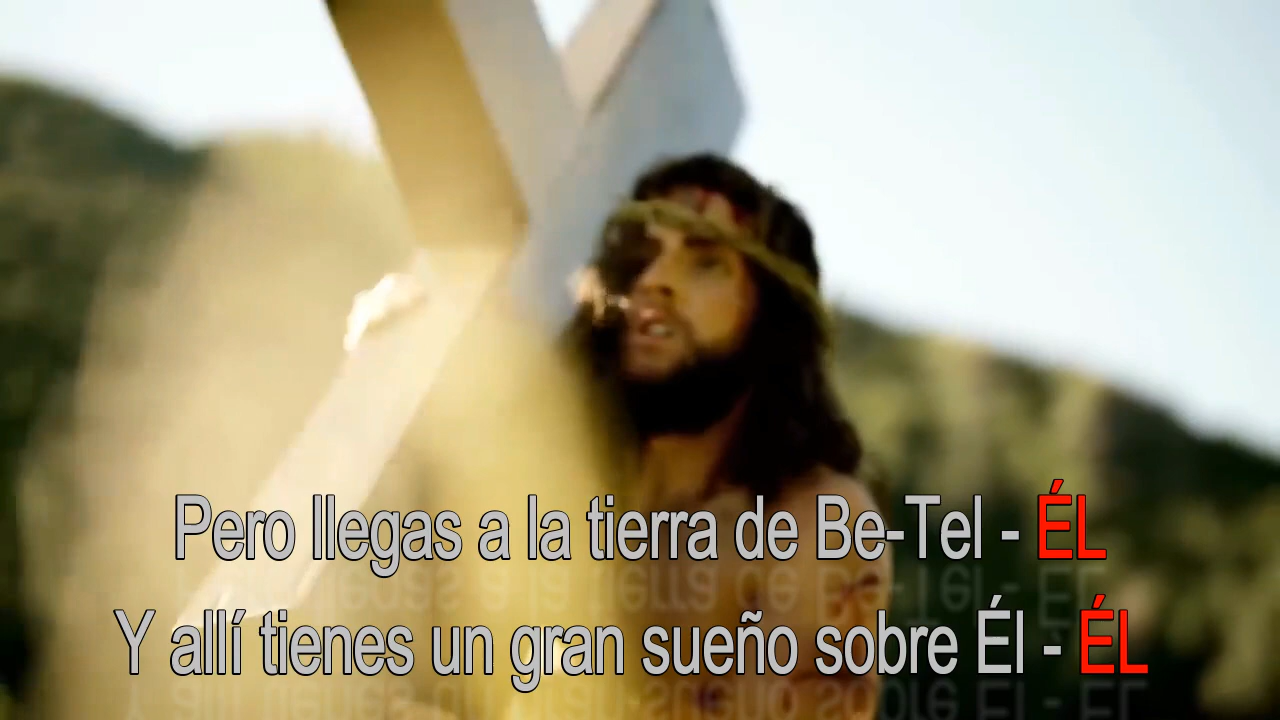 Pero llegas a la tierra de Be-Tel - ÉL
Y allí tienes un gran sueño sobre Él - ÉL